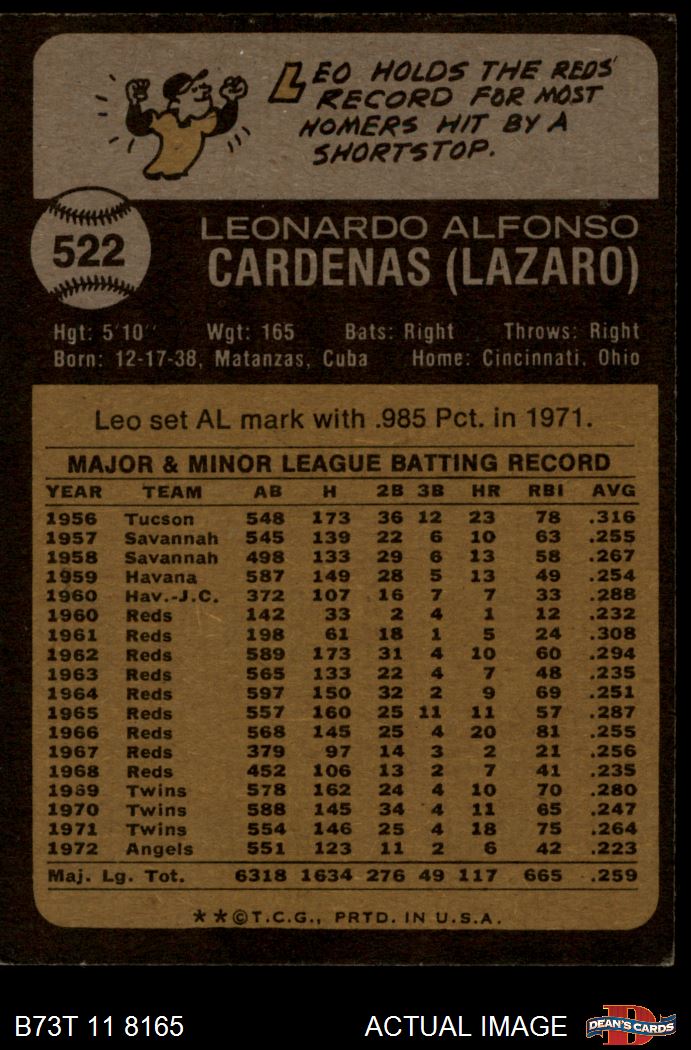 LEO HOLDS THE REDS'
RECORD FOR MOST
HOMERS HIT BY A
SHORTSTOP.
522
LEONARDO ALFONSO
CARDENAS (LAZARO)
Hgt: 5'10" Wgt: 165 Bats: Right Throws: Right
Born: 12-17-38, Matanzas, Cuba Home: Cincinnati, Ohio
Leo set AL mark with .985 Pct. in 1971.
MAJOR & MINOR LEAGUE BATTING RECORD
YEAR TEAM AB H 2B 3B HR RBI AVG
1956 Tucson 548 173 36 12 23 78 .316
1957 Savannah 545 139 22 6 10 63 .255
1958 Savannah 498 133 29 6 13 58 .267
1959 Havana 587 149 28 5 13 49 .254
1960 Hav.-J.C. 372 107 16 7 7 33 .288
1960 Reds 142 33 2 4 1 12 .232
1961 Reds 198 61 18 1 5 24 .308
1962 Reds 589 173 31 4 10 60 .294
1963 Reds 565 133 22 4 7 48 .235
1964 Reds 597 150 32 2 9 69 .251
1965 Reds 557 160 25 11 11 57 .287
1966 Reds 568 145 25 4 20 81 .255
1967 Reds 379 97 14 3 2 21 .256
1968 Reds 452 106 13 2 7 41 .235
1969 Twins 578 162 24 4 10 70 .280
1970 Twins 588 145 34 4 11 65 .247
1971 Twins 554 146 25 4 18 75 .264
1972 Angels 551 123 11 2 6 42 .223
Maj. Lg. Tot. 6318 1634 276 49 117 665 .259
**©T.C.G., PRTD. IN U.S.A.
B73T 11 8165 ACTUAL IMAGE D DEAN'S CARDS